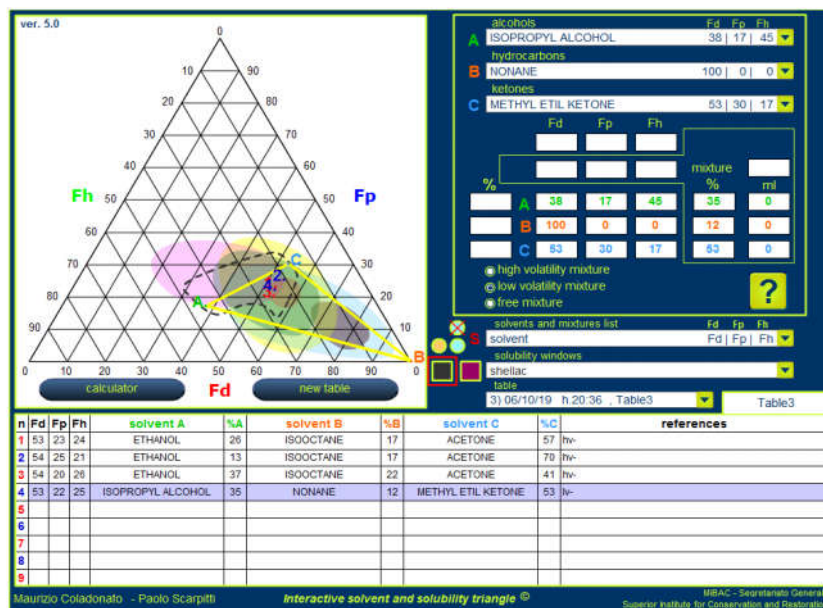 ver. 5.0
0
10 90
20 80
30 70
40 60
Fh 50 50 Fp
60 40
70 30
80 20
90 10
0 10 20 30 40 50 60 70 80 90 0
A B C
1 2 3 4
calculator Fd new table
alcohols Fd Fp Fh
A ISOPROPYL ALCOHOL 38 | 17 | 45
hydrocarbons
B NONANE 100 | 0 | 0
ketones
C METHYL ETIL KETONE 53 | 30 | 17
Fd Fp Fh
mixture
% % ml
A 38 17 45 35 0
B 100 0 0 12 0
C 53 30 17 53 0
high volatility mixture
low volatility mixture
free mixture
?
solvents and mixtures list Fd Fp Fh
S solvent Fd | Fp | Fh
solubility windows
shellac
table
3) 06/10/19 h.20:36 , Table3
Table3
n Fd Fp Fh solvent A %A solvent B %B solvent C %C references
1 53 23 24 ETHANOL 26 ISOOCTANE 17 ACETONE 57 hv-
2 54 25 21 ETHANOL 13 ISOOCTANE 17 ACETONE 70 hv-
3 54 20 26 ETHANOL 37 ISOOCTANE 22 ACETONE 41 hv-
4 53 22 25 ISOPROPYL ALCOHOL 35 NONANE 12 METHYL ETIL KETONE 53 lv-
5
6
7
8
9
Maurizio Coladonato - Paolo Scarpitti
Interactive solvent and solubility triangle ©
MiBAC - Segretariato General
Superior Institute for Conservation and Restoratio